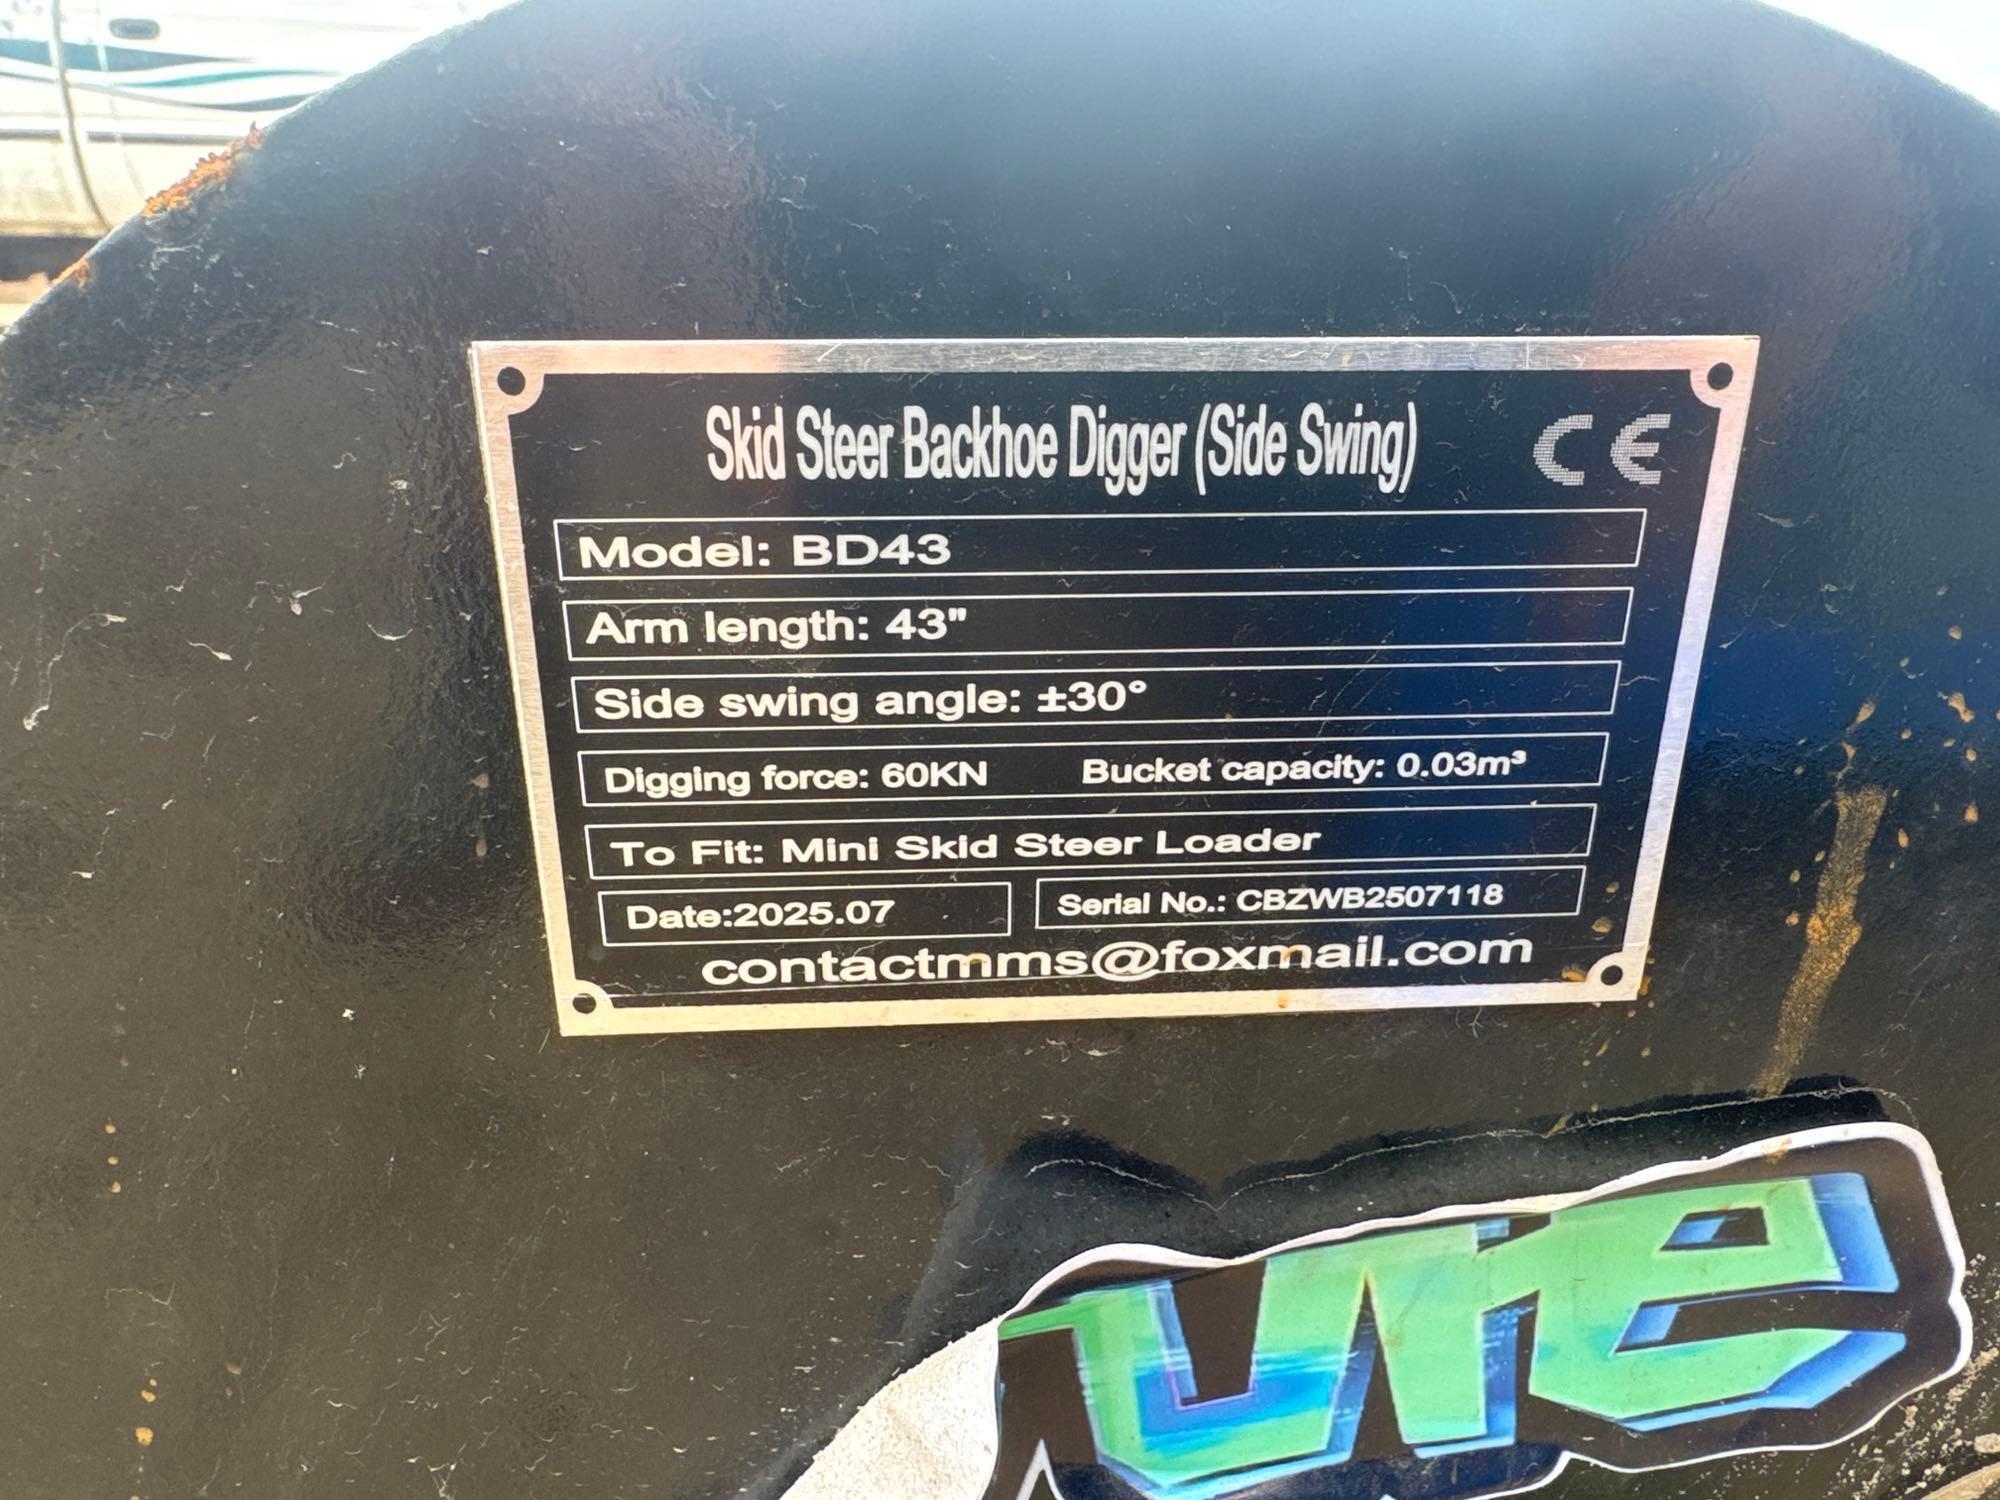 Skid Steer Backhoe Digger (Side Swing) CE
Model: BD43
Arm length: 43"
Side swing angle: ±30°
Digging force: 60KN Bucket capacity: 0.03m³
To Fit: Mini Skid Steer Loader
Date:2025.07 Serial No.: CBZWB2507118
contactmms@foxmail.com